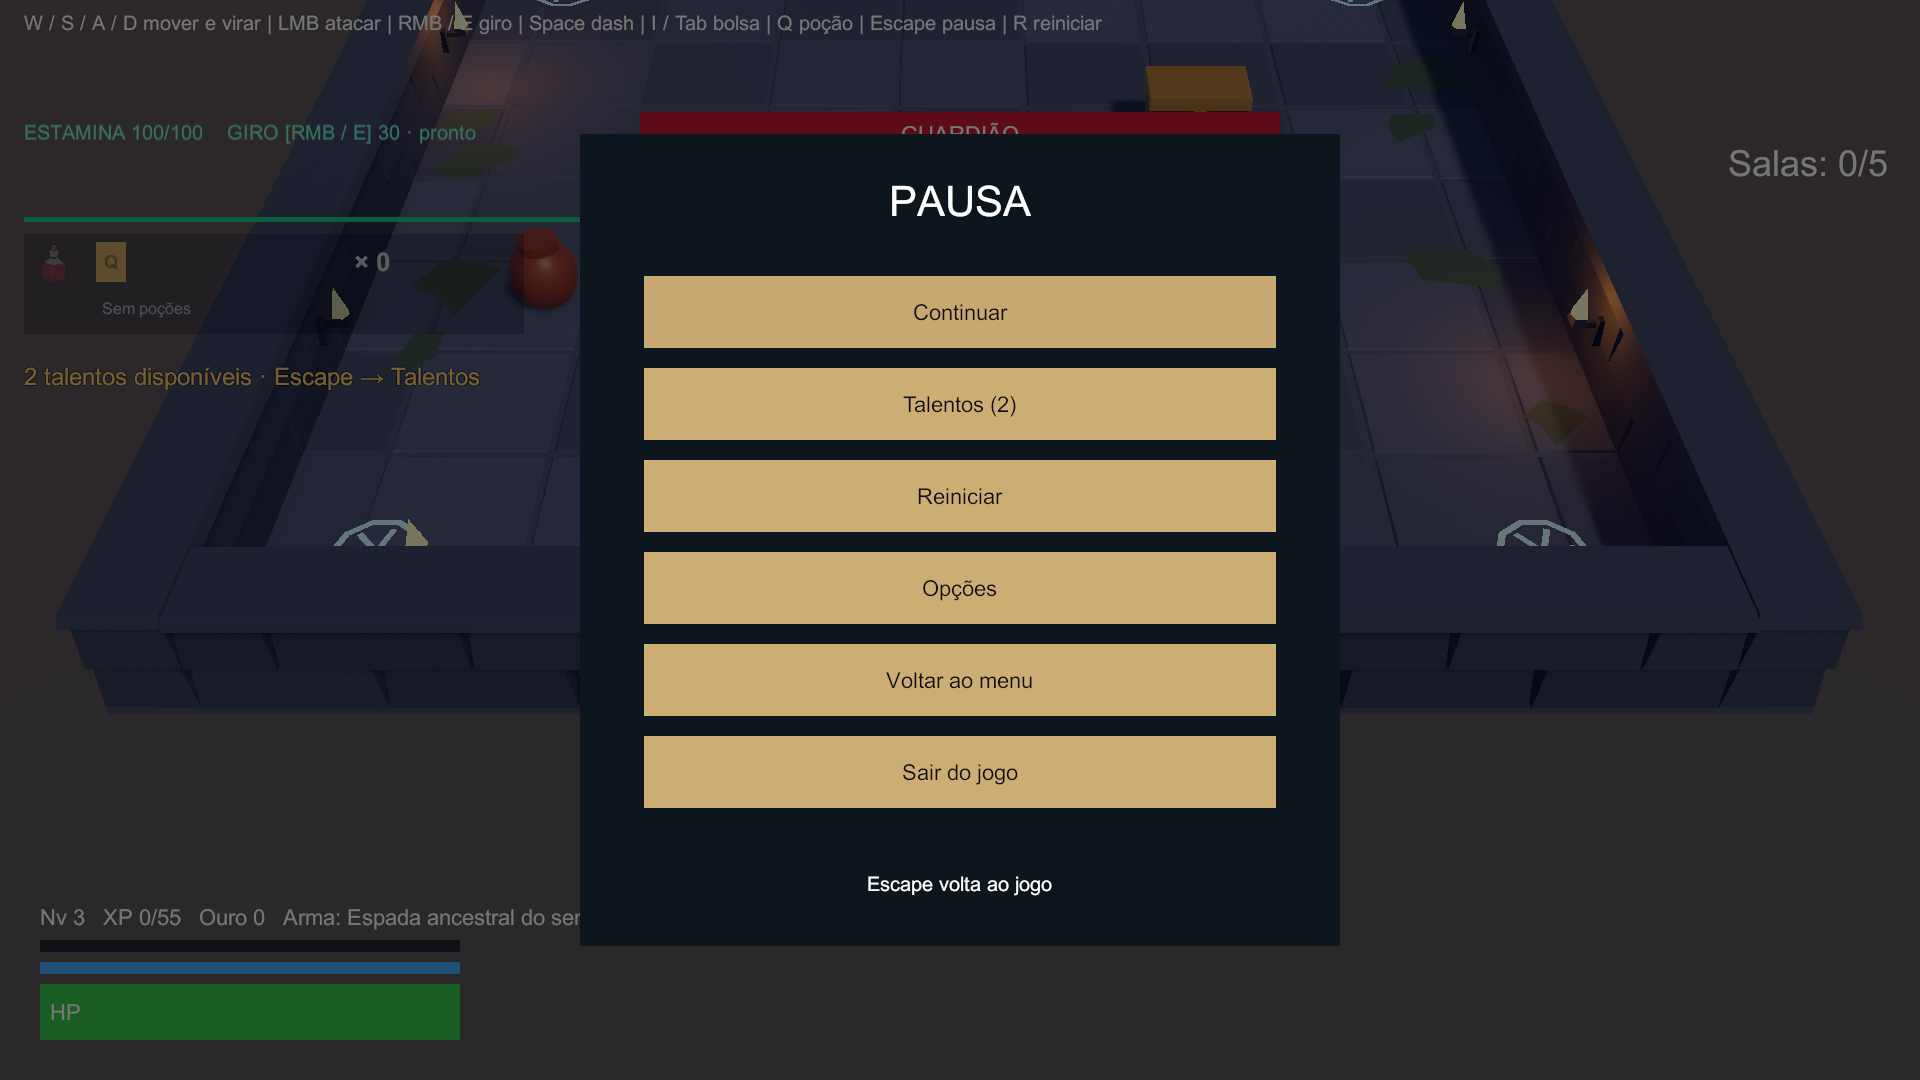 W / S / A / D mover e virar | LMB atacar | RMB / E giro | Space dash | I / Tab bolsa | Q poção | Escape pausa | R reiniciar
ESTAMINA 100/100 GIRO [RMB / E] 30 · pronto
GUARDIÃO
Salas: 0/5
PAUSA
Q × 0
Sem poções
Continuar
2 talentos disponíveis · Escape → Talentos
Talentos (2)
Reiniciar
Opções
Voltar ao menu
Sair do jogo
Escape volta ao jogo
Nv 3 XP 0/55 Ouro 0 Arma: Espada ancestral do
HP